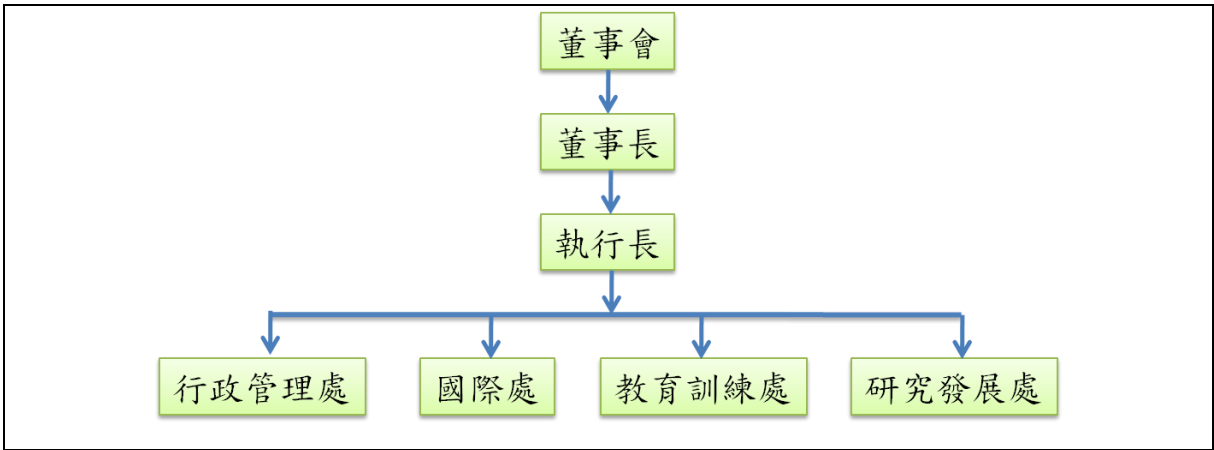 董事會
董事長
執行長
行政管理處
國際處
教育訓練處
研究發展處